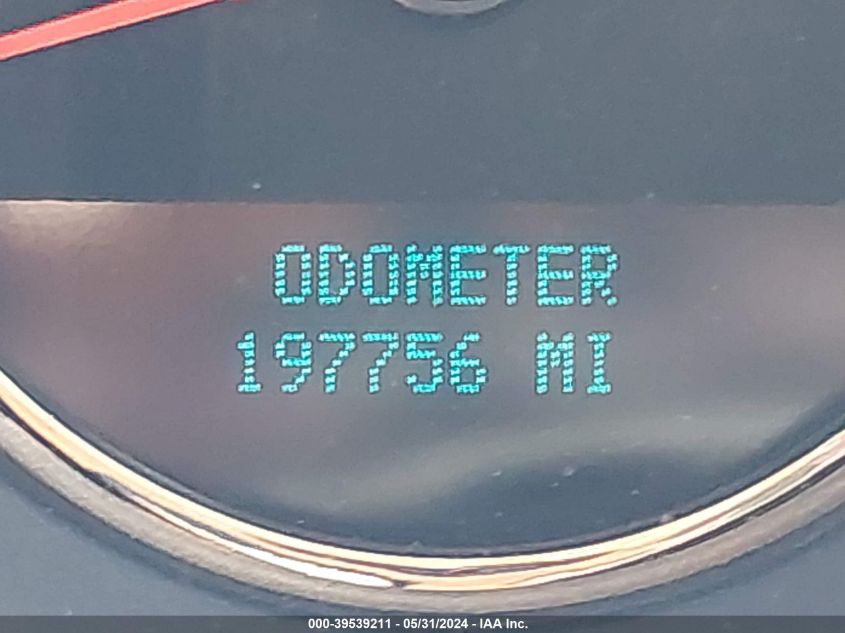 ODOMETER
197756 MI
000-39539211 - 05/31/2024 - IAA Inc.